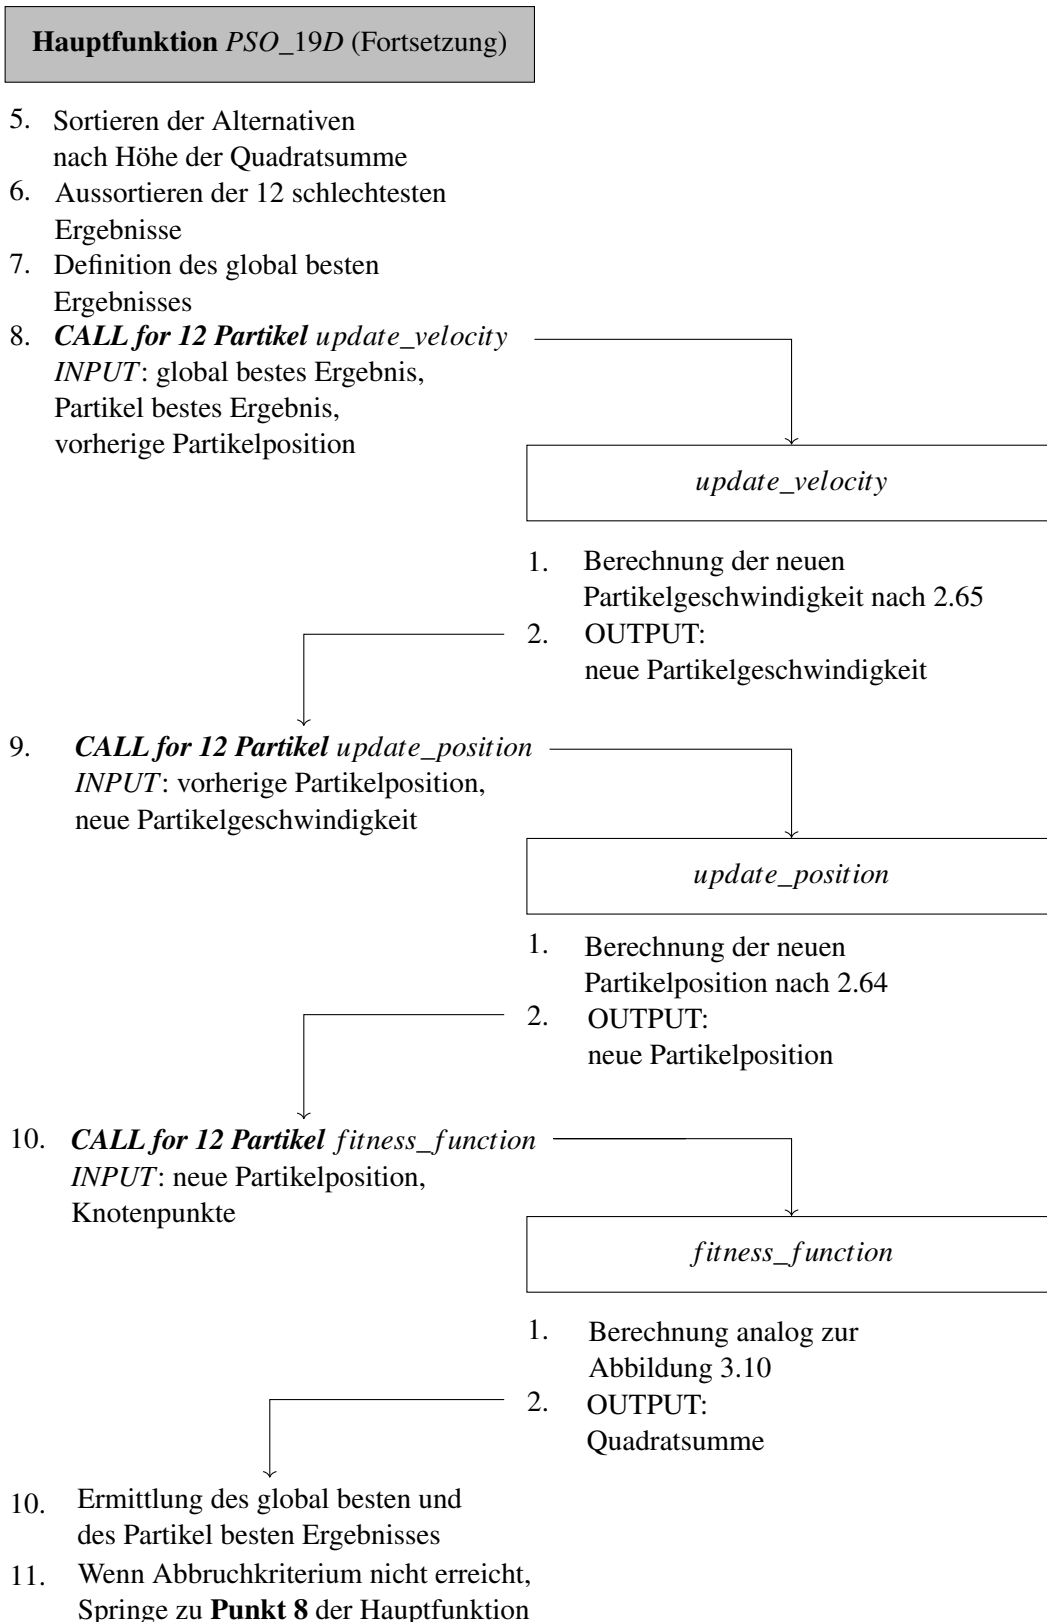 Hauptfunktion PSO_19D (Fortsetzung)
5. Sortieren der Alternativen
nach Höhe der Quadratsumme
6. Aussortieren der 12 schlechtesten
Ergebnisse
7. Definition des global besten
Ergebnisses
8. CALL for 12 Partikel update_velocity
INPUT: global bestes Ergebnis,
Partikel bestes Ergebnis,
vorherige Partikelposition
update_velocity
1. Berechnung der neuen
Partikelgeschwindigkeit nach 2.65
2. OUTPUT:
neue Partikelgeschwindigkeit
9. CALL for 12 Partikel update_position
INPUT: vorherige Partikelposition,
neue Partikelgeschwindigkeit
update_position
1. Berechnung der neuen
Partikelposition nach 2.64
2. OUTPUT:
neue Partikelposition
10. CALL for 12 Partikel fitness_function
INPUT: neue Partikelposition,
Knotenpunkte
fitness_function
1. Berechnung analog zur
Abbildung 3.10
2. OUTPUT:
Quadratsumme
10. Ermittlung des global besten und
des Partikel besten Ergebnisses
11. Wenn Abbruchkriterium nicht erreicht,
Springe zu Punkt 8 der Hauptfunktion